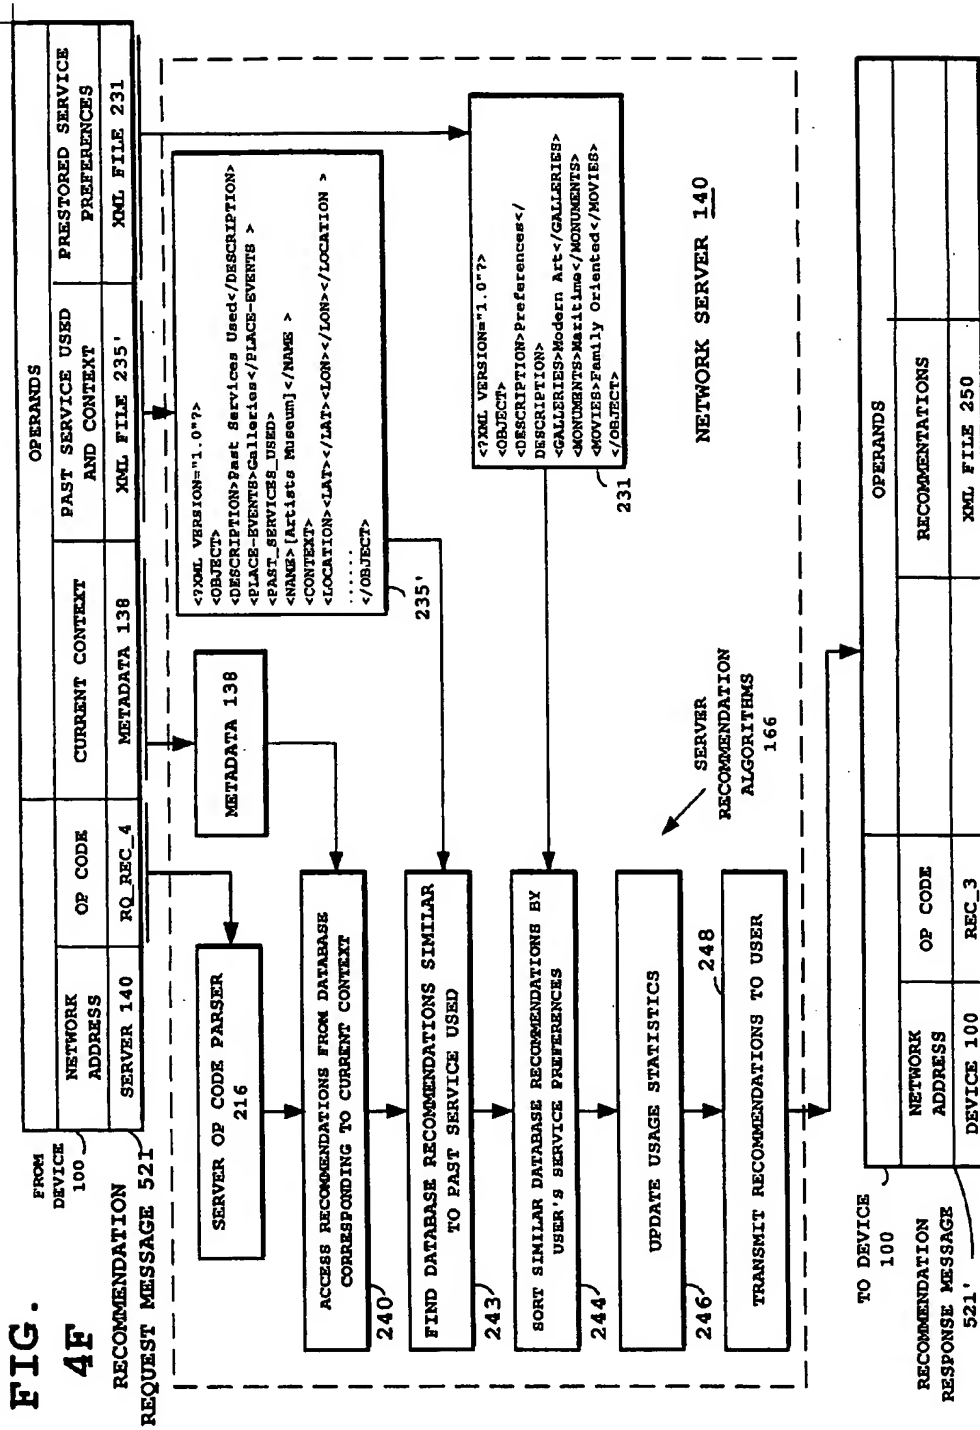 FIG.
4F
FROM
DEVICE
100
RECOMMENDATION
REQUEST MESSAGE 521
OPERANDS
NETWORK
ADDRESS
OP CODE
CURRENT CONTEXT
PAST SERVICE USED
AND CONTEXT
PRESTORED SERVICE
PREFERENCES
SERVER 140
RQ_REC_4
METADATA 138
XML FILE 235'
XML FILE 231
SERVER OP CODE PARSER
216
METADATA 138
<?XML VERSION="1.0"?>
<OBJECT>
<DESCRIPTION>Past Services Used</DESCRIPTION>
<PLACE-EVENTS>Galleries</PLACE-EVENTS >
<PAST_SERVICES_USED>
<NAME>[Artists Museum]</NAME >
<CONTEXT>
<LOCATION><LAT></LAT><LON></LON></LOCATION >
......
</OBJECT>
235'
<?XML VERSION="1.0"?>
<OBJECT>
<DESCRIPTION>Preferences</
DESCRIPTION>
<GALLERIES>Modern Art</GALLERIES>
<MONUMENTS>Maritime</MONUMENTS>
<MOVIES>Family Oriented</MOVIES>
</OBJECT>
231
ACCESS RECOMMENDATIONS FROM DATABASE
CORRESPONDING TO CURRENT CONTEXT
240
FIND DATABASE RECOMMENDATIONS SIMILAR
TO PAST SERVICE USED
243
SORT SIMILAR DATABASE RECOMMENDATIONS BY
USER'S SERVICE PREFERENCES
244
UPDATE USAGE STATISTICS
246
248
TRANSMIT RECOMMENDATIONS TO USER
SERVER
RECOMMENDATION
ALGORITHMS
166
NETWORK SERVER 140
TO DEVICE
100
RECOMMENDATION
RESPONSE MESSAGE
521'
OPERANDS
NETWORK
ADDRESS
OP CODE
RECOMMENTATIONS
DEVICE 100
REC_3
XML FILE 250